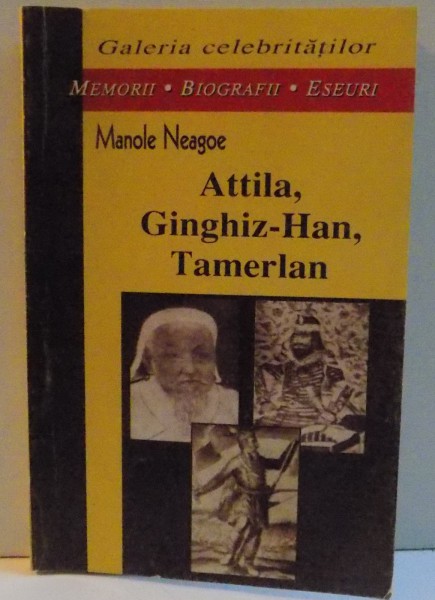 Galeria celebrităților
MEMORII • BIOGRAFII • ESEURI
Manole Neagoe
Attila,
Ginghiz-Han,
Tamerlan